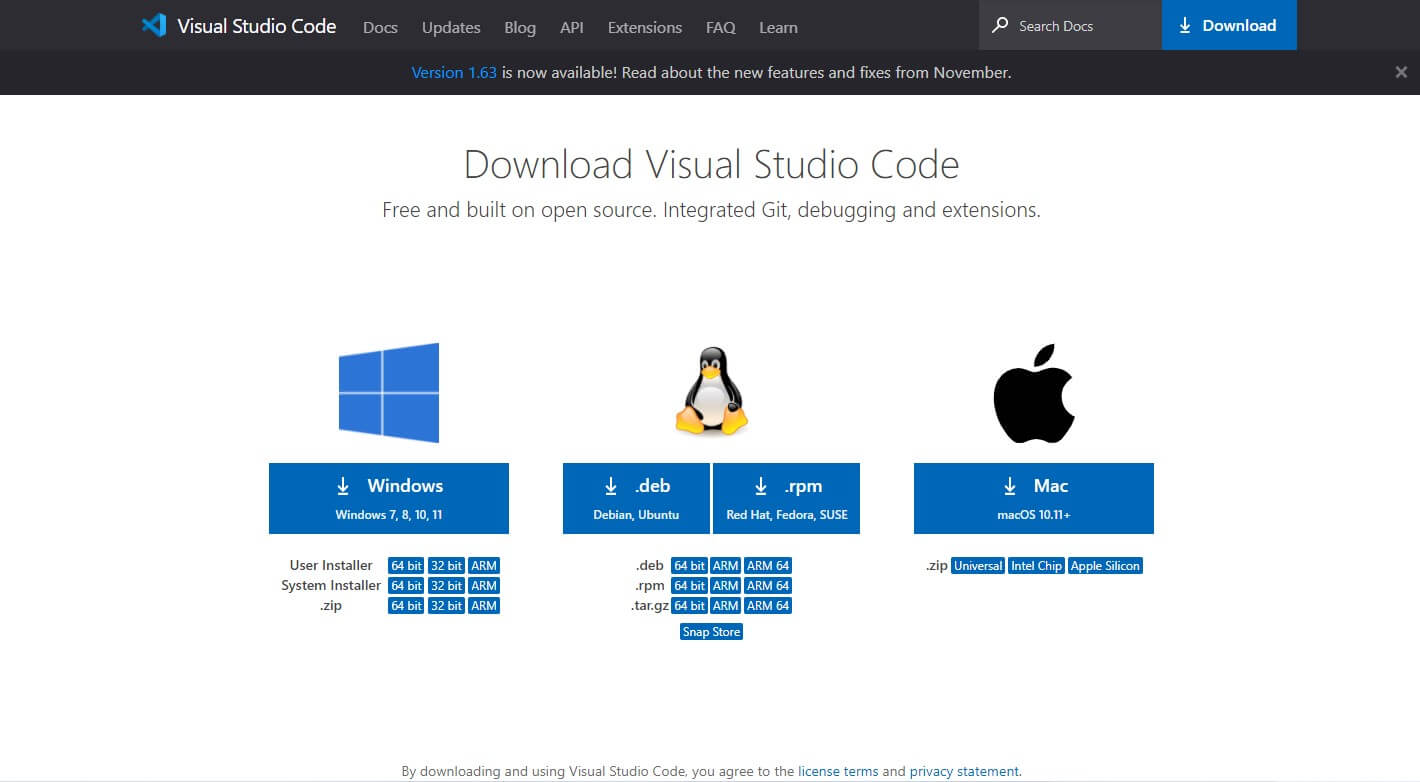 Visual Studio Code Docs Updates Blog API Extensions FAQ Learn Search Docs Download
Version 1.63 is now available! Read about the new features and fixes from November.
Download Visual Studio Code
Free and built on open source. Integrated Git, debugging and extensions.
Windows
Windows 7, 8, 10, 11
User Installer 64 bit 32 bit ARM
System Installer 64 bit 32 bit ARM
.zip 64 bit 32 bit ARM
.deb
Debian, Ubuntu
.rpm
Red Hat, Fedora, SUSE
.deb 64 bit ARM ARM 64
.rpm 64 bit ARM ARM 64
.tar.gz 64 bit ARM ARM 64
Snap Store
Mac
macOS 10.11+
.zip Universal Intel Chip Apple Silicon
By downloading and using Visual Studio Code, you agree to the license terms and privacy statement.